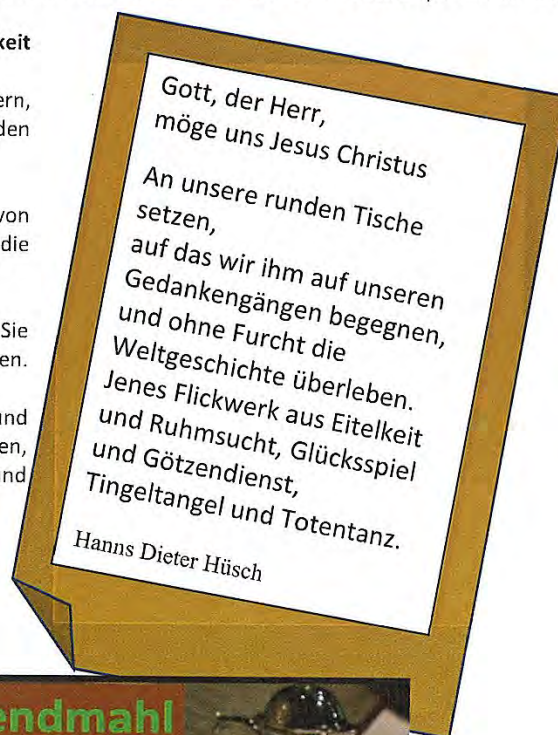 keit
ern,
den
von
die
Sie
en.
und
en,
und
Gott, der Herr,
möge uns Jesus Christus
An unsere runden Tische
setzen,
auf das wir ihm auf unseren
Gedankengängen begegnen,
und ohne Furcht die
Weltgeschichte überleben.
Jenes Flickwerk aus Eitelkeit
und Ruhmsucht, Glücksspiel
und Götzendienst,
Tingeltangel und Totentanz.
Hanns Dieter Hüsch
endmahl